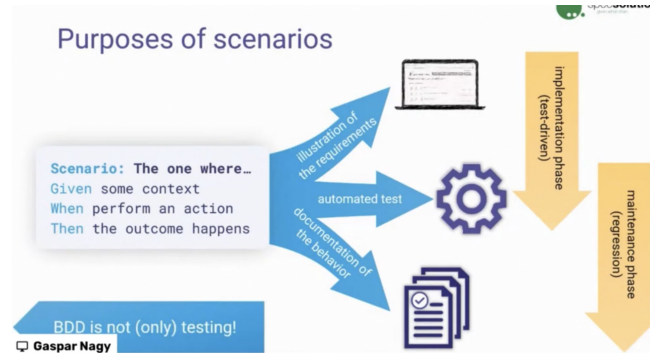 Purposes of scenarios
Scenario: The one where…
Given some context
When perform an action
Then the outcome happens
illustration of
the requirements
automated test
documentation of
the behavior
implementation phase
(test-driven)
maintenance phase
(regression)
BDD is not (only) testing!
Gaspar Nagy